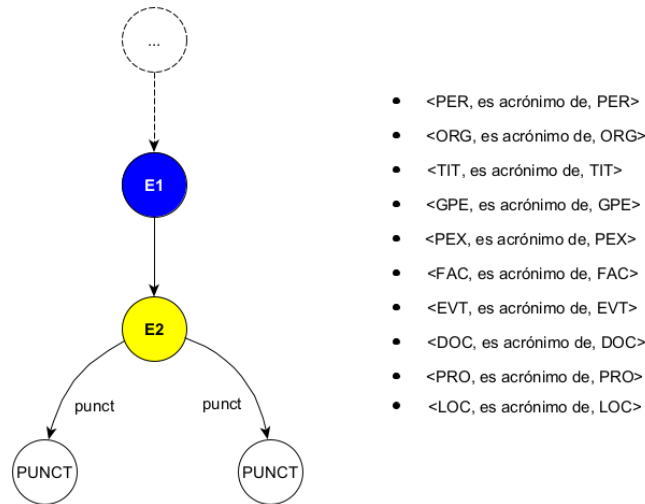 ...
E1
E2
punct
punct
PUNCT
PUNCT
• <PER, es acrónimo de, PER>
• <ORG, es acrónimo de, ORG>
• <TIT, es acrónimo de, TIT>
• <GPE, es acrónimo de, GPE>
• <PEX, es acrónimo de, PEX>
• <FAC, es acrónimo de, FAC>
• <EVT, es acrónimo de, EVT>
• <DOC, es acrónimo de, DOC>
• <PRO, es acrónimo de, PRO>
• <LOC, es acrónimo de, LOC>